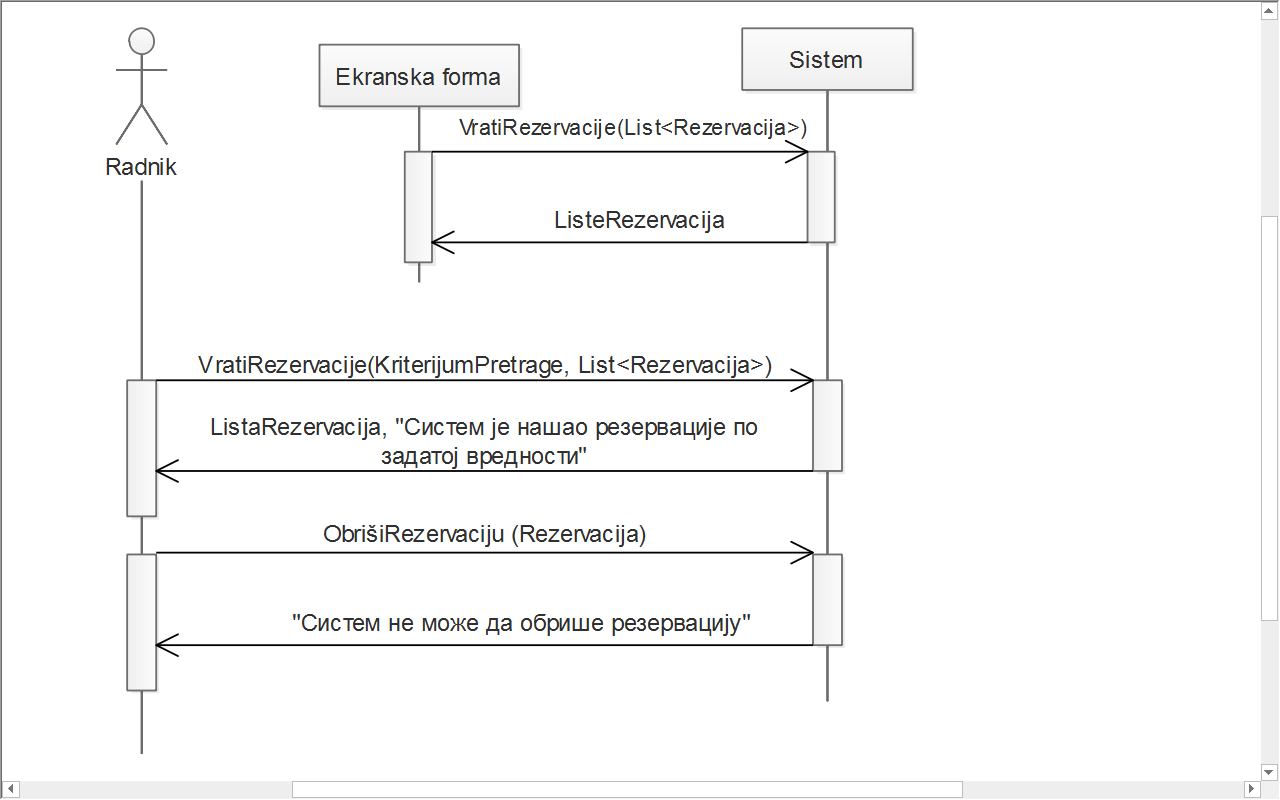 Ekranska forma
Sistem
VratiRezervacije(List<Rezervacija>)
Radnik
ListeRezervacija
VratiRezervacije(KriterijumPretrage, List<Rezervacija>)
ListaRezervacija, "Систем је нашао резервације по
задатој вредности"
ObrišiRezervaciju (Rezervacija)
"Систем не може да обрише резервацију"